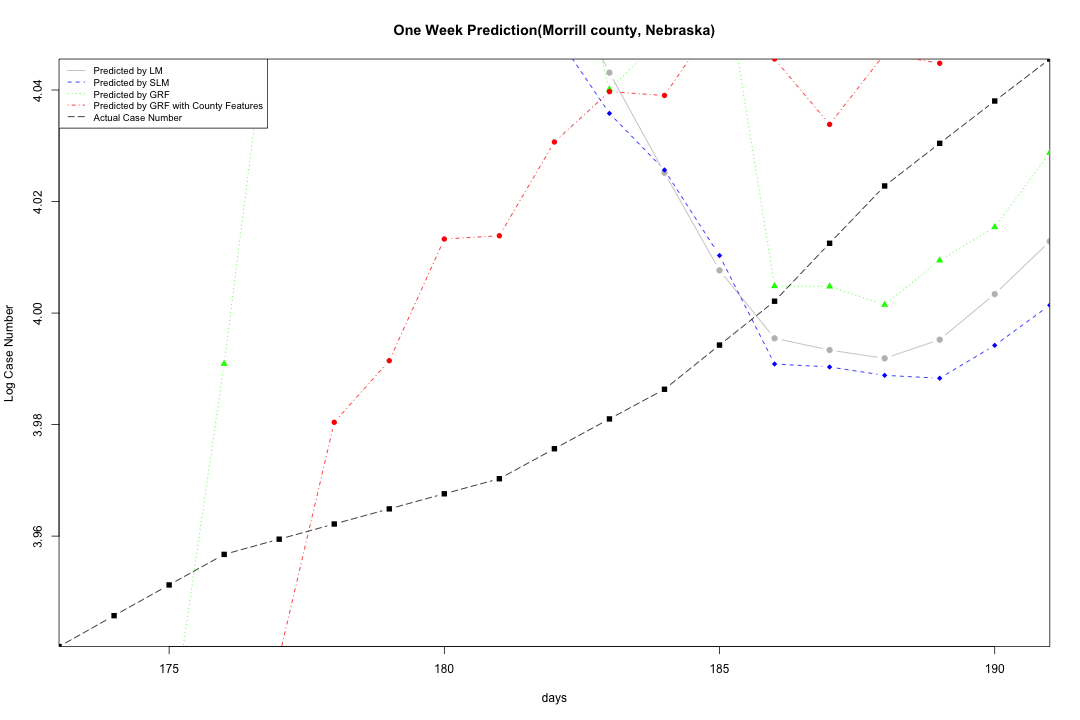 One Week Prediction(Morrill county, Nebraska)
Predicted by LM
Predicted by SLM
Predicted by GRF
Predicted by GRF with County Features
Actual Case Number
Log Case Number
4.04
4.02
4.00
3.98
3.96
175 180 185 190
days